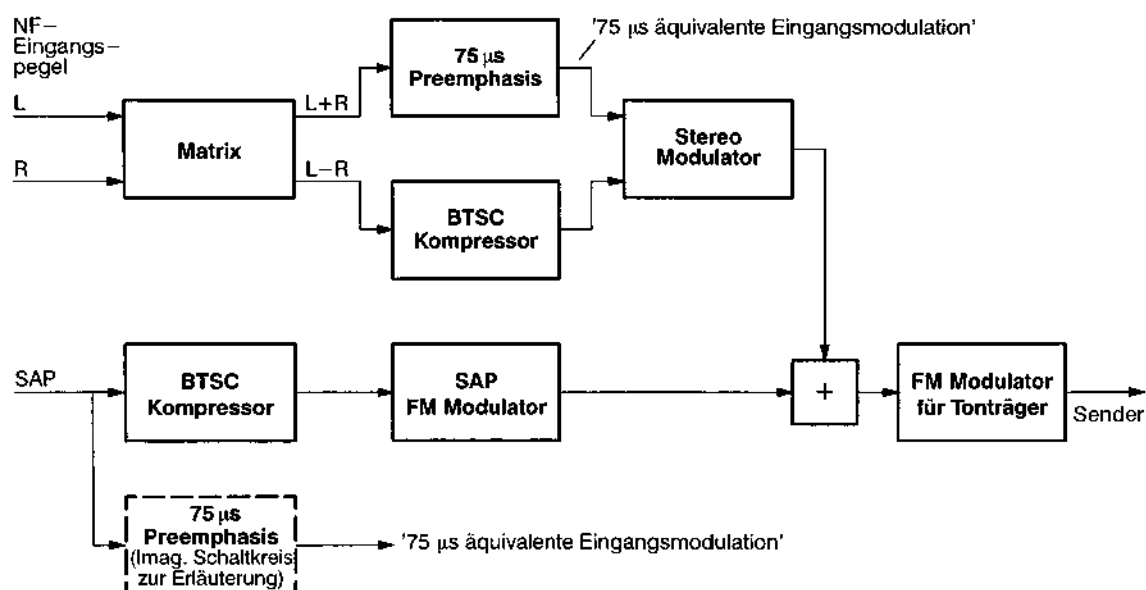 NF–
Eingangs–
pegel
L
R
Matrix
L+R
L–R
75 µs
Preemphasis
'75 µs äquivalente Eingangsmodulation'
BTSC
Kompressor
Stereo
Modulator
SAP
BTSC
Kompressor
SAP
FM Modulator
+
FM Modulator
für Tonträger
Sender
75 µs
Preemphasis
(Imag. Schaltkreis
zur Erläuterung)
'75 µs äquivalente Eingangsmodulation'